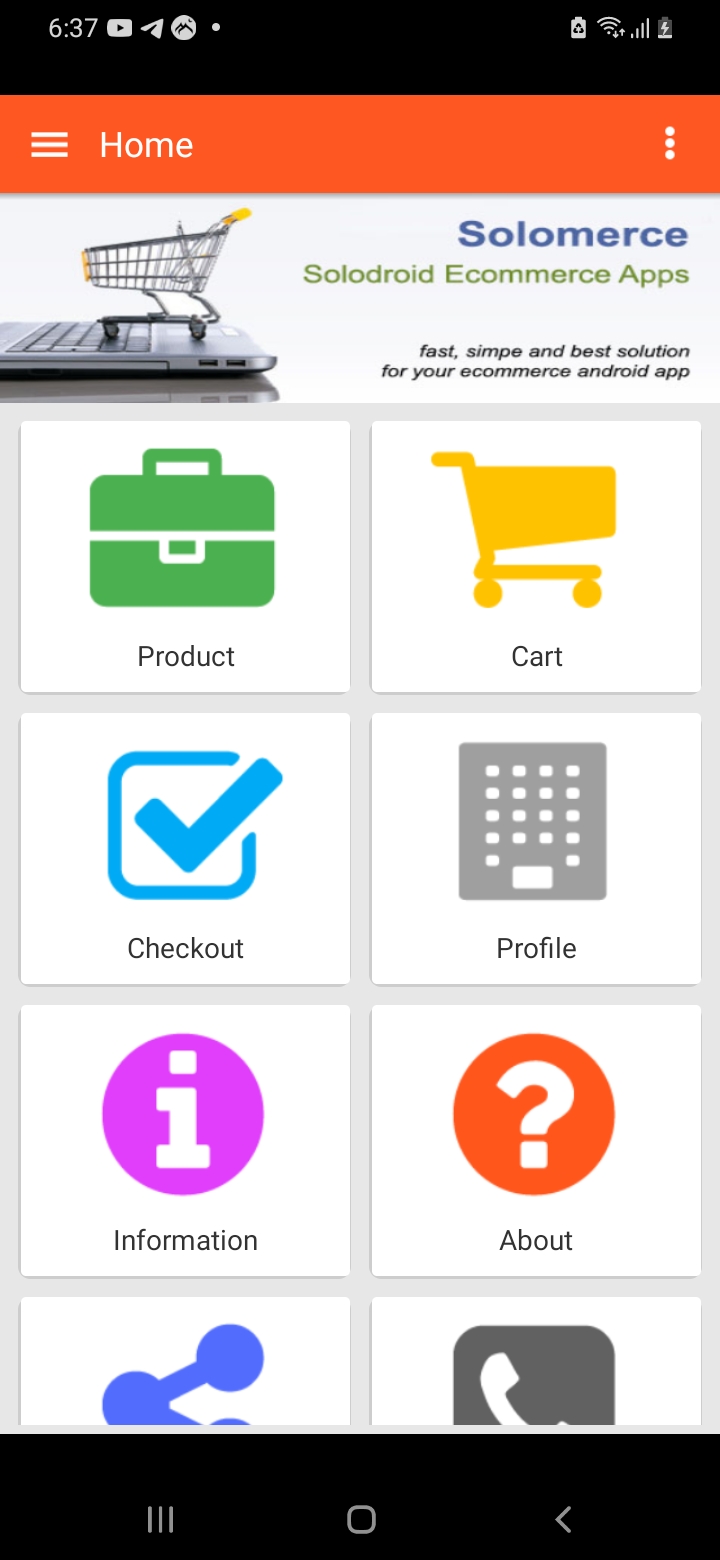 6:37
Home
Solomerce
Solodroid Ecommerce Apps
fast, simpe and best solution
for your ecommerce android app
Product
Cart
Checkout
Profile
Information
About